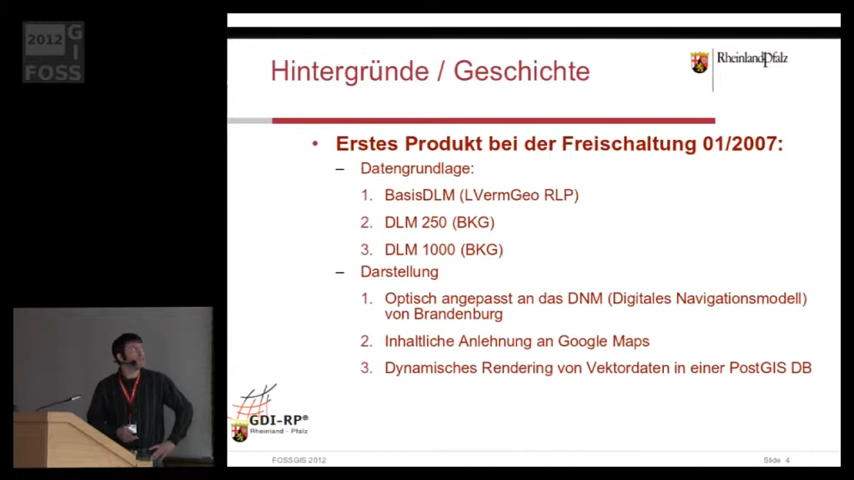 2012 GI
FOSS
Hintergründe / Geschichte
RheinlandPfalz
• Erstes Produkt bei der Freischaltung 01/2007:
– Datengrundlage:
1. BasisDLM (LVermGeo RLP)
2. DLM 250 (BKG)
3. DLM 1000 (BKG)
– Darstellung
1. Optisch angepasst an das DNM (Digitales Navigationsmodell)
von Brandenburg
2. Inhaltliche Anlehnung an Google Maps
3. Dynamisches Rendering von Vektordaten in einer PostGIS DB
GDI-RP®
Rheinland - Pfalz
FOSSGIS 2012
Slide 4